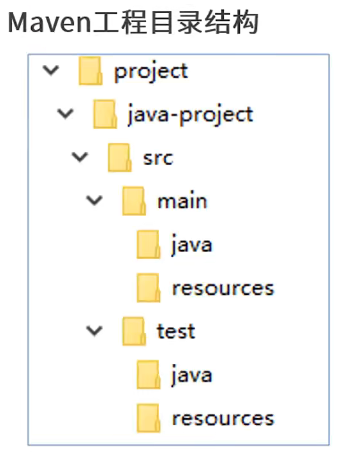 Maven工程目录结构
project
java-project
src
main
java
resources
test
java
resources